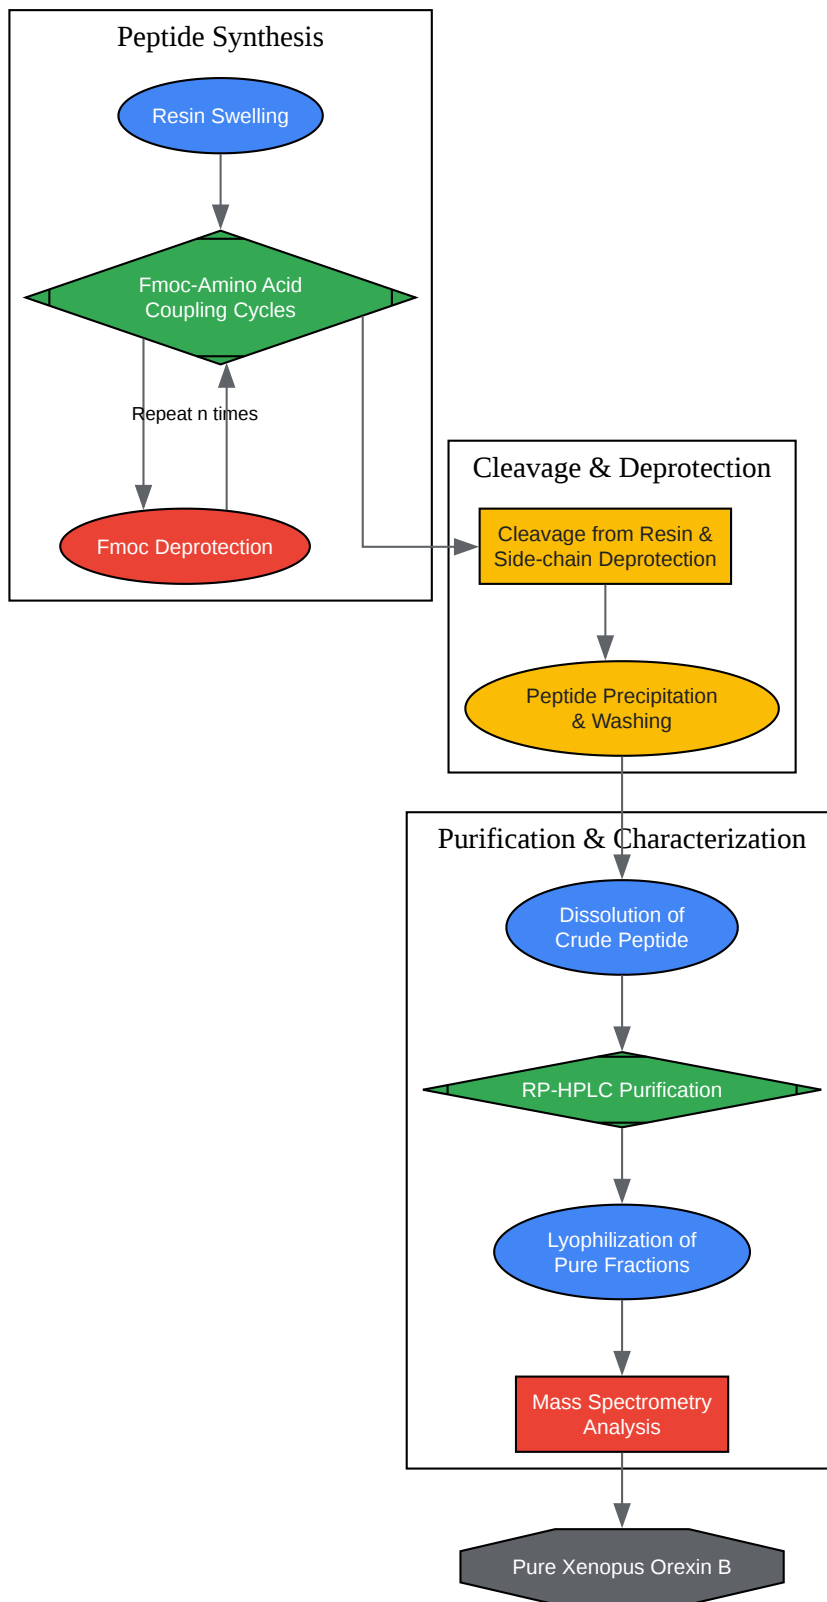 Peptide Synthesis
Resin Swelling
Fmoc-Amino Acid
Coupling Cycles
Repeat n times
Fmoc Deprotection
Cleavage & Deprotection
Cleavage from Resin &
Side-chain Deprotection
Peptide Precipitation
& Washing
Purification & Characterization
Dissolution of
Crude Peptide
RP-HPLC Purification
Lyophilization of
Pure Fractions
Mass Spectrometry
Analysis
Pure Xenopus Orexin B